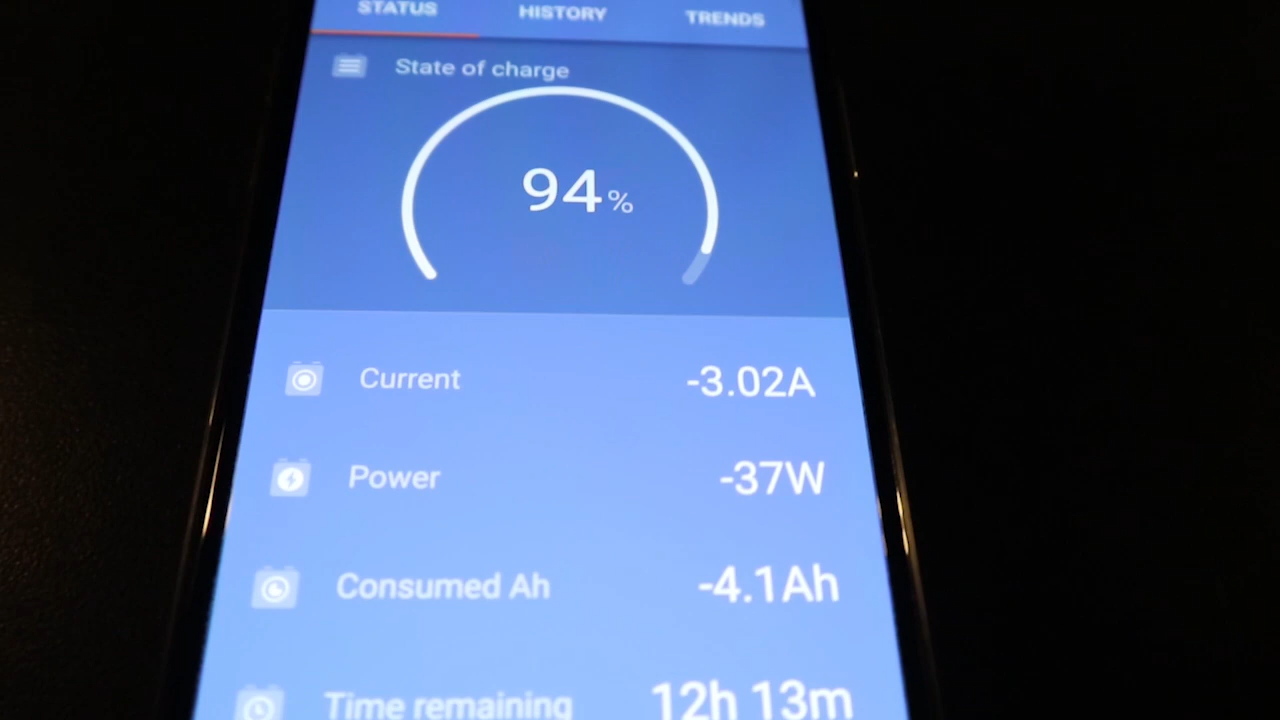 STATUS HISTORY TRENDS
State of charge
94%
Current -3.02A
Power -37W
Consumed Ah -4.1Ah
Time remaining 12h 13m